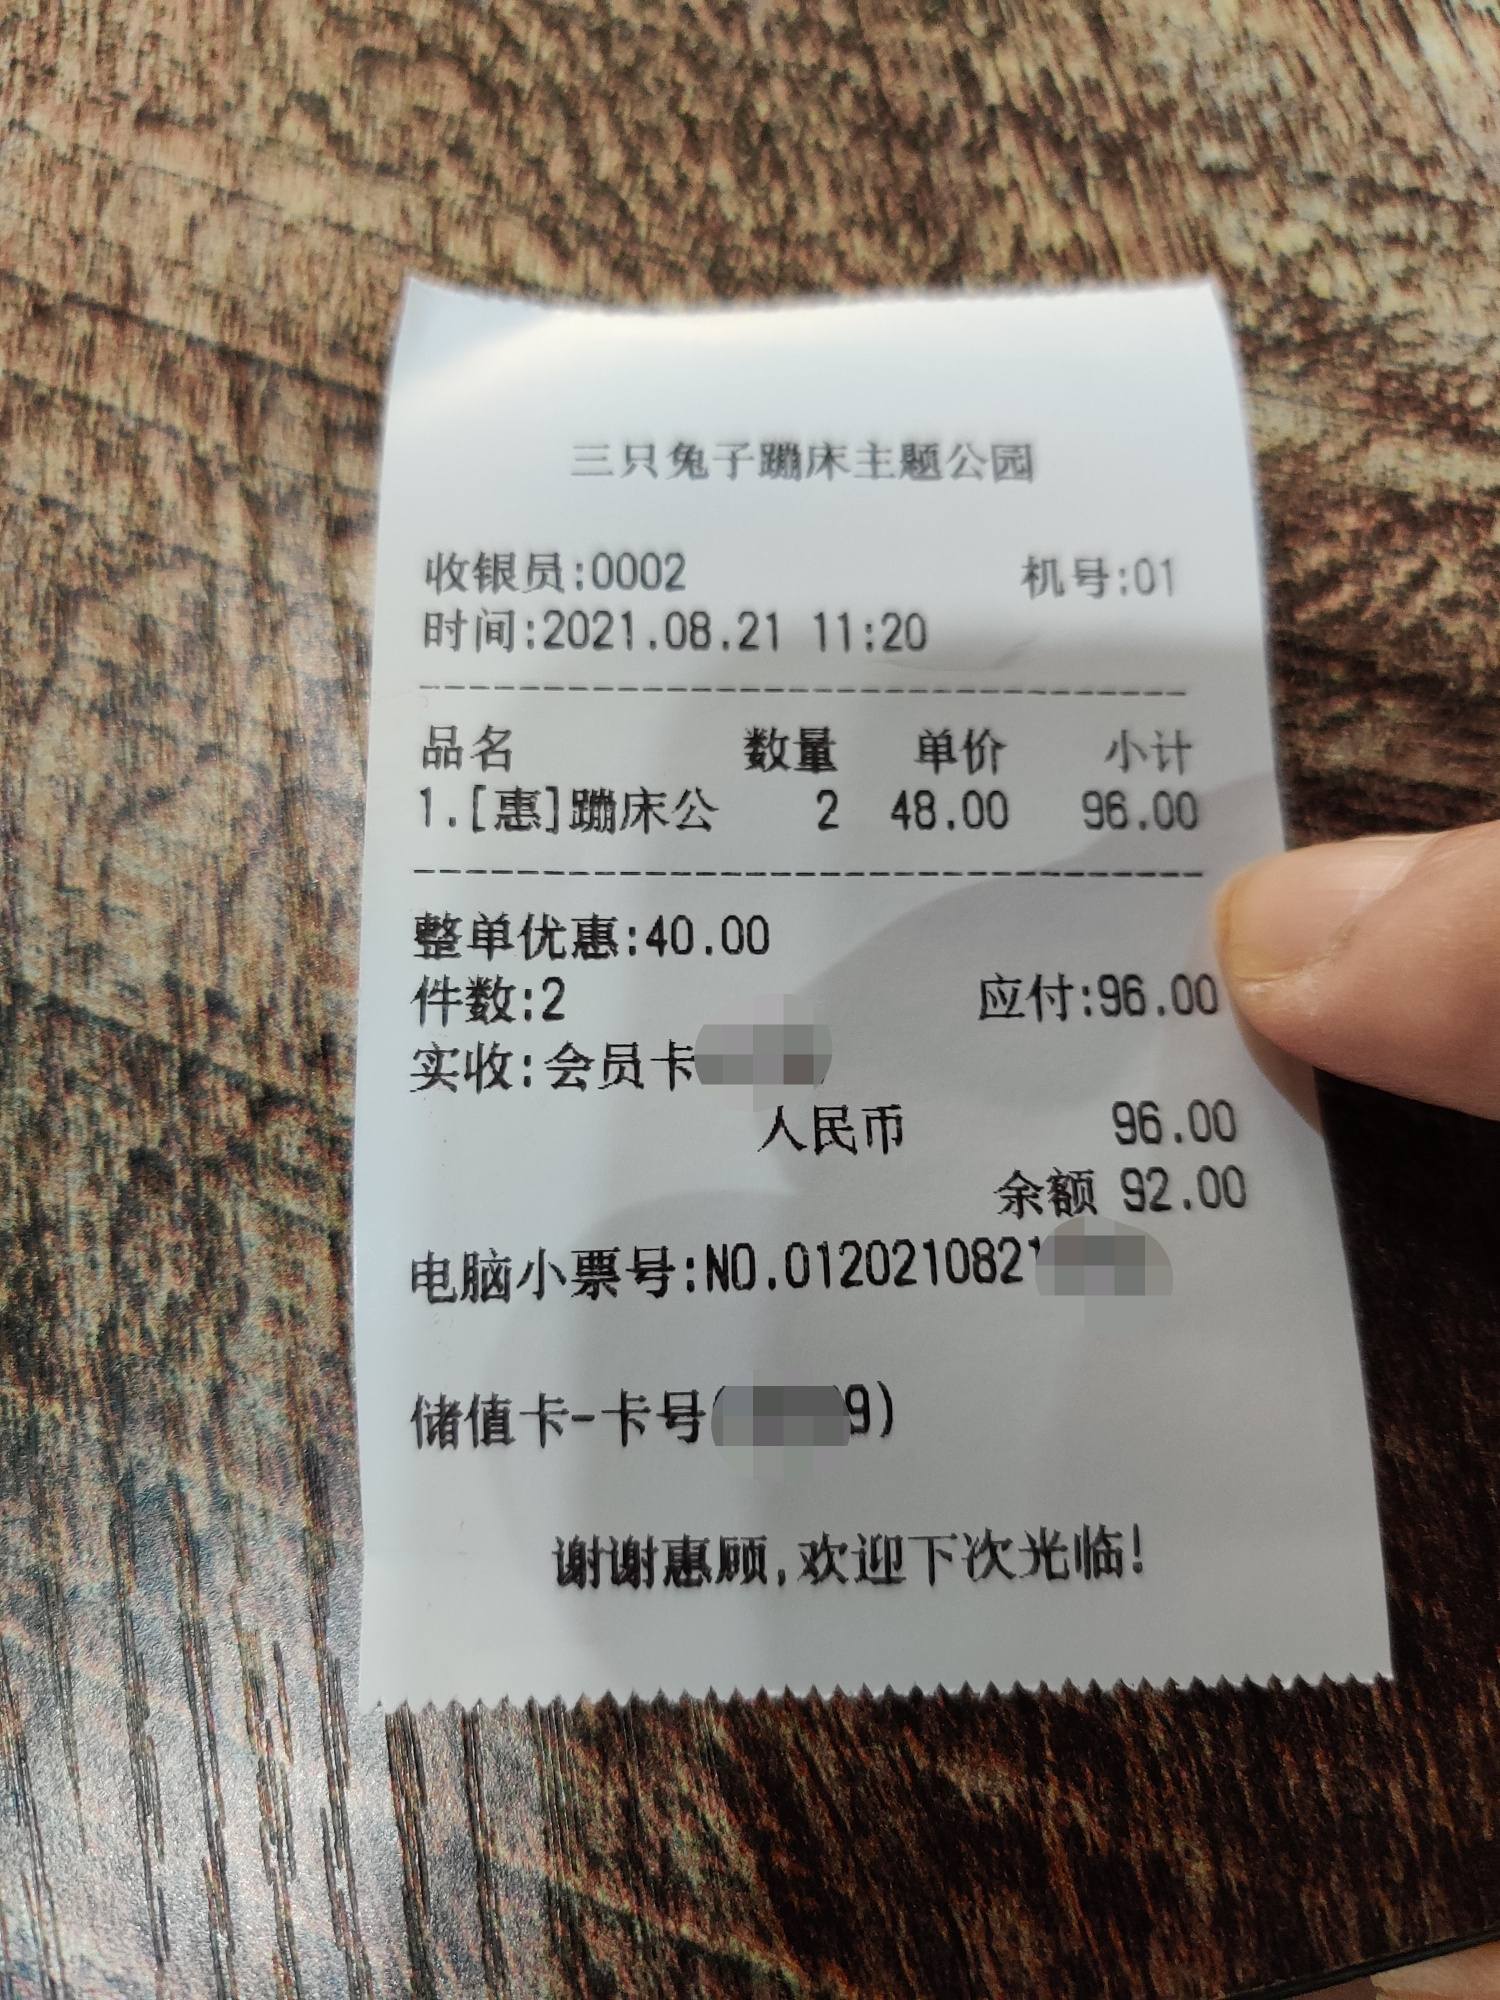 三只兔子蹦床主题公园
收银员:0002 机号:01
时间:2021.08.21 11:20
品名 数量 单价 小计
1.[惠]蹦床公 2 48.00 96.00
整单优惠:40.00
件数:2 应付:96.00
实收:会员卡
人民币 96.00
余额 92.00
电脑小票号:NO.0120210821
储值卡-卡号( 9)
谢谢惠顾,欢迎下次光临!